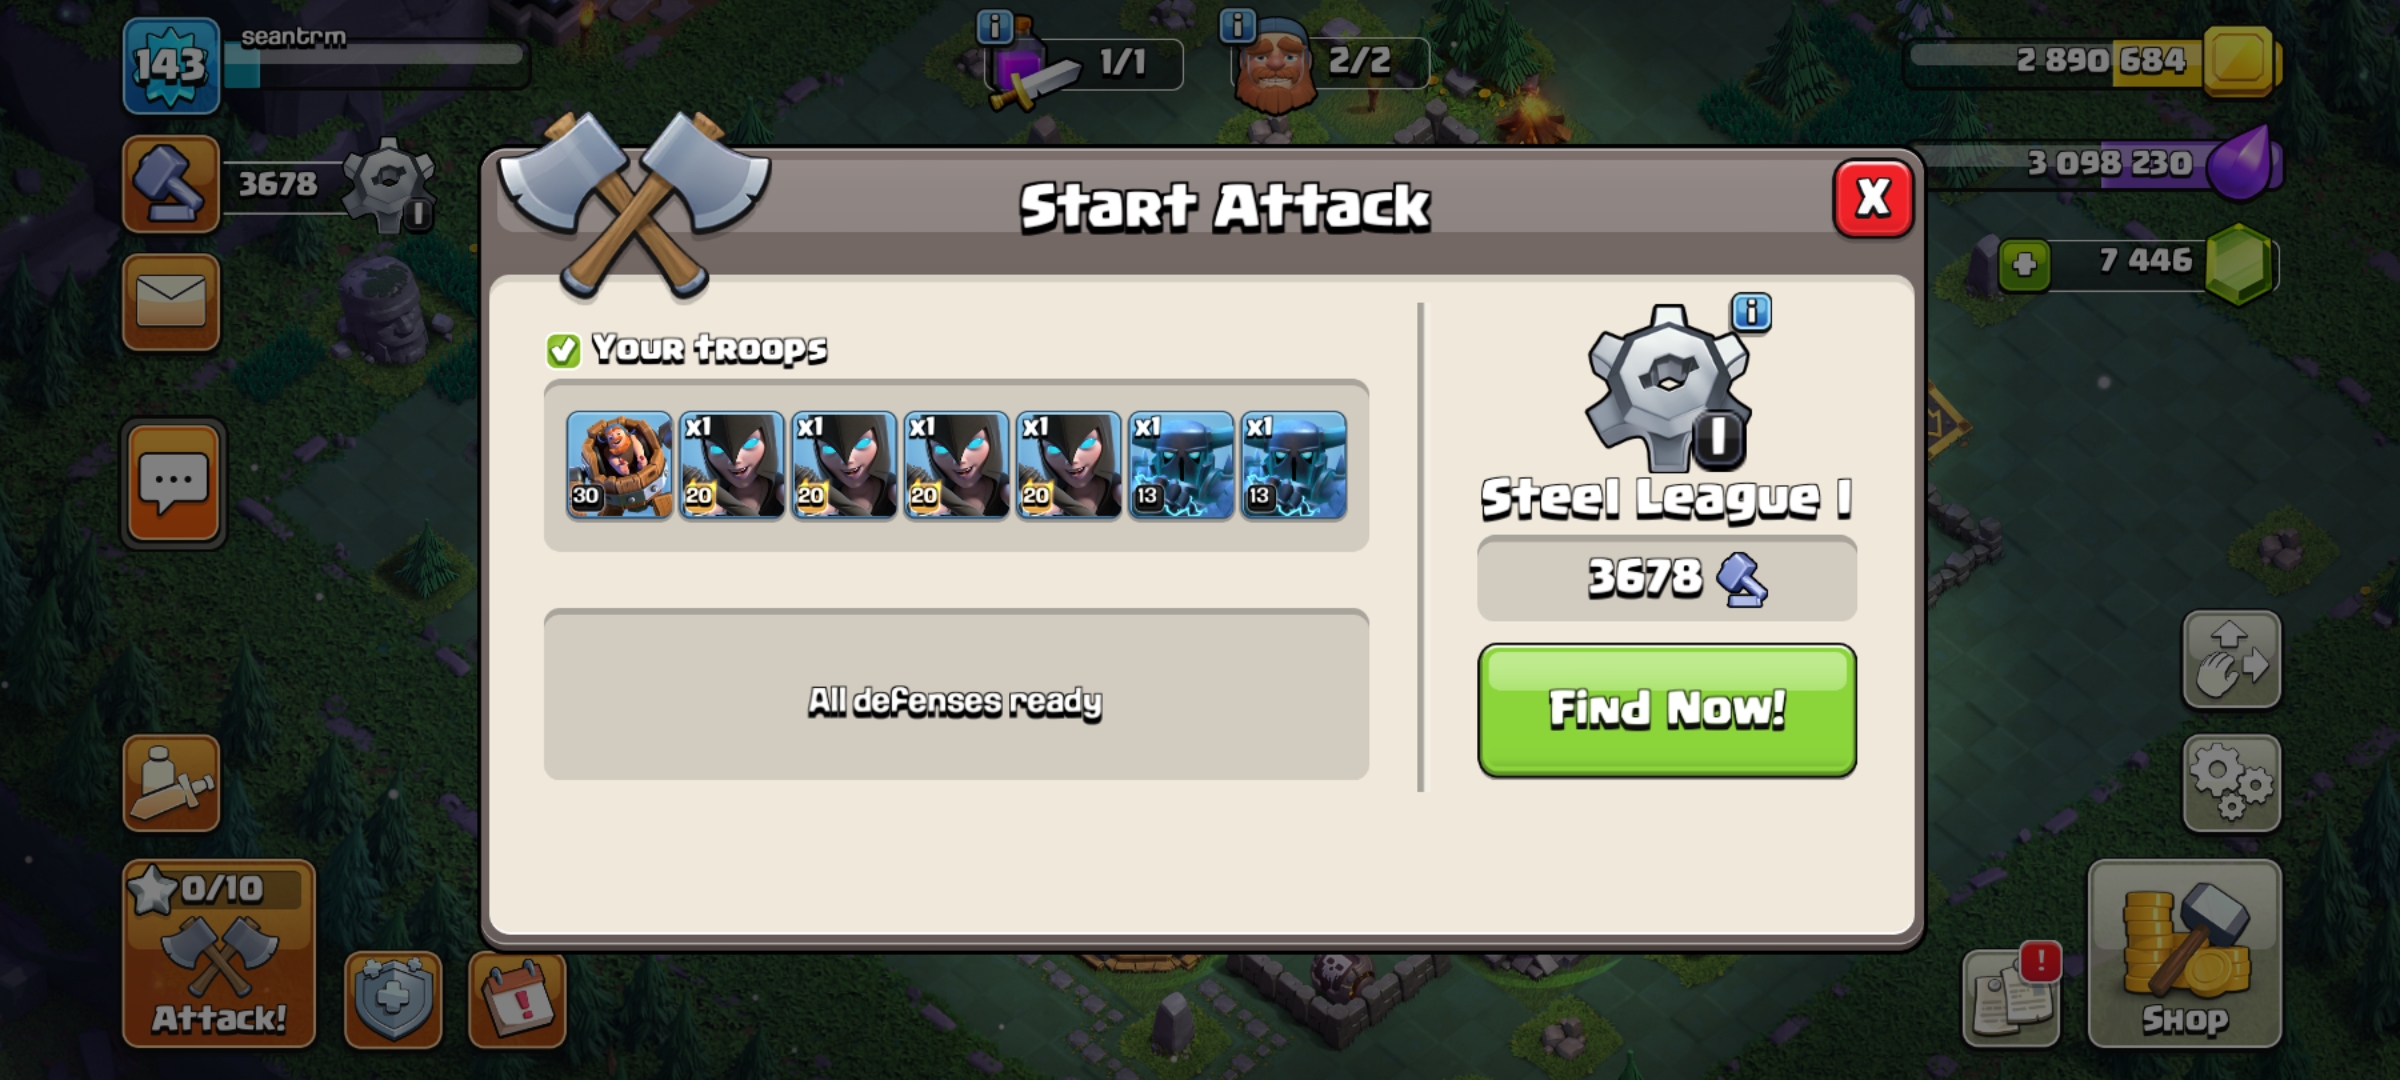 143
seantrm
1/1
2/2
2 890 684
3678
I
3 098 230
7 446
Start Attack
X
Your troops
30
x1
20
x1
20
x1
20
x1
20
x1
13
x1
13
All defenses ready
I
Steel League I
3678
Find Now!
0/10
Attack!
!
Shop